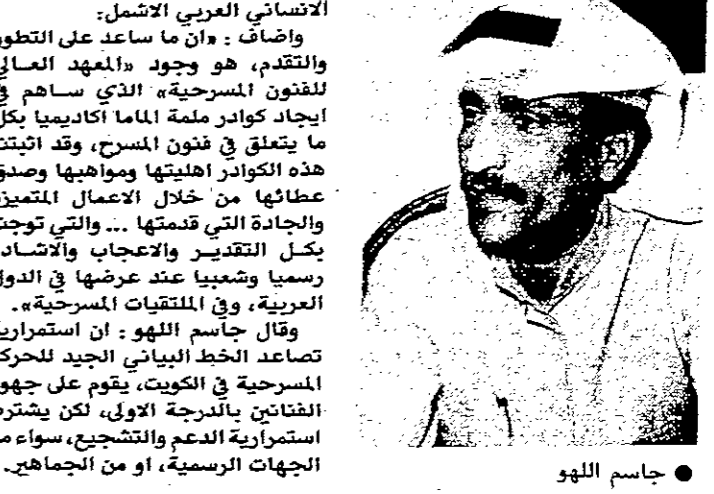 الانساني العربي الاشمل.
واضاف : «ان ما ساعد على التطور
والتقدم، هو وجود «المعهد العالي
للفنون المسرحية» الذي ساهم في
ايجاد كوادر ملمة الماما اكاديميا بكل
ما يتعلق في فنون المسرح، وقد اثبتت
هذه الكوادر اهليتها ومواهبها وصدق
عطائها من خلال الاعمال المتميزة
والجادة التي قدمتها ... والتي توجت
بكل التقدير والاعجاب والاشادة
رسميا وشعبيا عند عرضها في الدول
العربية، وفي الملتقيات المسرحية».
وقال جاسم اللهو : ان استمرارية
تصاعد الخط البياني الجيد للحركة
المسرحية في الكويت، يقوم على جهود
الفنانين بالدرجة الاولى، لكن يشترط
استمرارية الدعم والتشجيع، سواء من
الجهات الرسمية، او من الجماهير.
● جاسم اللهو